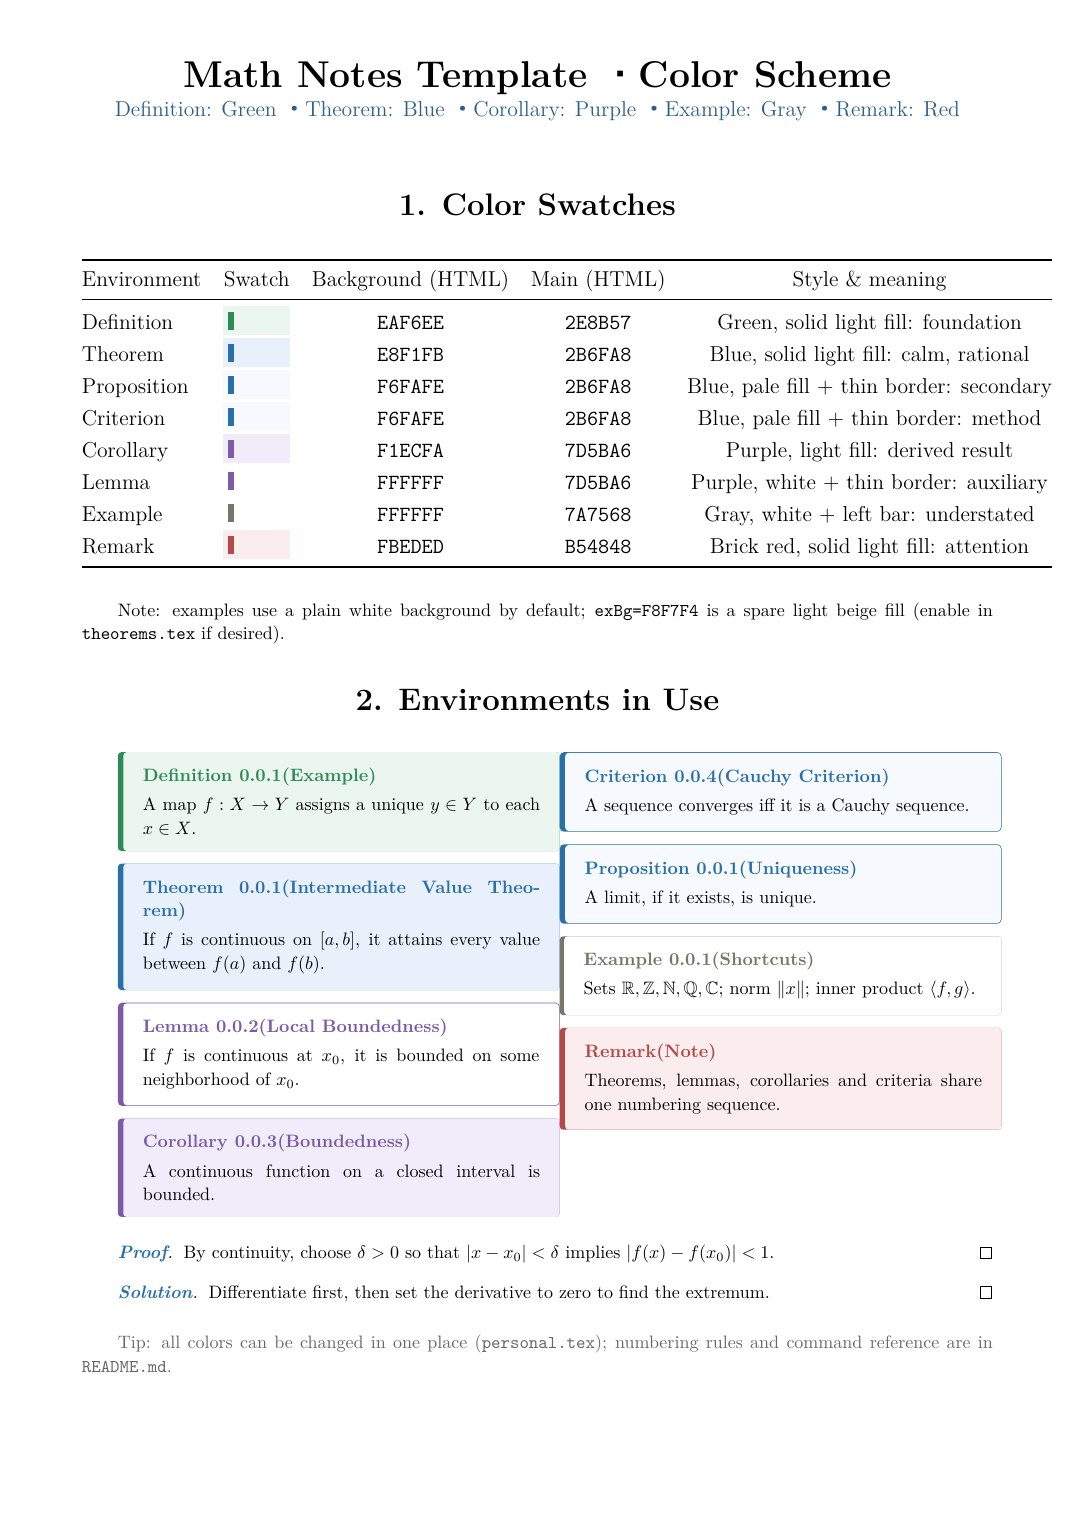 Math Notes Template · Color Scheme
Definition: Green • Theorem: Blue • Corollary: Purple • Example: Gray • Remark: Red
1. Color Swatches
Environment Swatch Background (HTML) Main (HTML) Style & meaning
Definition EAF6EE 2E8B57 Green, solid light fill: foundation
Theorem E8F1FB 2B6FA8 Blue, solid light fill: calm, rational
Proposition F6FAFE 2B6FA8 Blue, pale fill + thin border: secondary
Criterion F6FAFE 2B6FA8 Blue, pale fill + thin border: method
Corollary F1ECFA 7D5BA6 Purple, light fill: derived result
Lemma FFFFFF 7D5BA6 Purple, white + thin border: auxiliary
Example FFFFFF 7A7568 Gray, white + left bar: understated
Remark FBEDED B54848 Brick red, solid light fill: attention
Note: examples use a plain white background by default; exBg=F8F7F4 is a spare light beige fill (enable in
theorems.tex if desired).
2. Environments in Use
Definition 0.0.1(Example)
A map f : X → Y assigns a unique y ∈ Y to each
x ∈ X.
Theorem 0.0.1(Intermediate Value Theo-
rem)
If f is continuous on [a, b], it attains every value
between f(a) and f(b).
Lemma 0.0.2(Local Boundedness)
If f is continuous at x₀, it is bounded on some
neighborhood of x₀.
Corollary 0.0.3(Boundedness)
A continuous function on a closed interval is
bounded.
Criterion 0.0.4(Cauchy Criterion)
A sequence converges iff it is a Cauchy sequence.
Proposition 0.0.1(Uniqueness)
A limit, if it exists, is unique.
Example 0.0.1(Shortcuts)
Sets ℝ, ℤ, ℕ, ℚ, ℂ; norm ‖x‖; inner product ⟨f, g⟩.
Remark(Note)
Theorems, lemmas, corollaries and criteria share
one numbering sequence.
Proof. By continuity, choose δ > 0 so that |x − x₀| < δ implies |f(x) − f(x₀)| < 1. □
Solution. Differentiate first, then set the derivative to zero to find the extremum. □
Tip: all colors can be changed in one place (personal.tex); numbering rules and command reference are in
README.md.